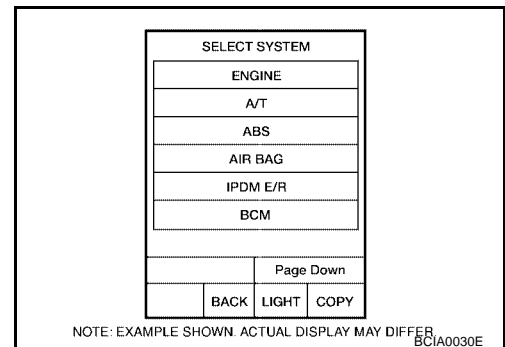 SELECT SYSTEM
ENGINE
A/T
ABS
AIR BAG
IPDM E/R
BCM
Page Down
BACK LIGHT COPY
NOTE: EXAMPLE SHOWN. ACTUAL DISPLAY MAY DIFFER.
BCIA0030E